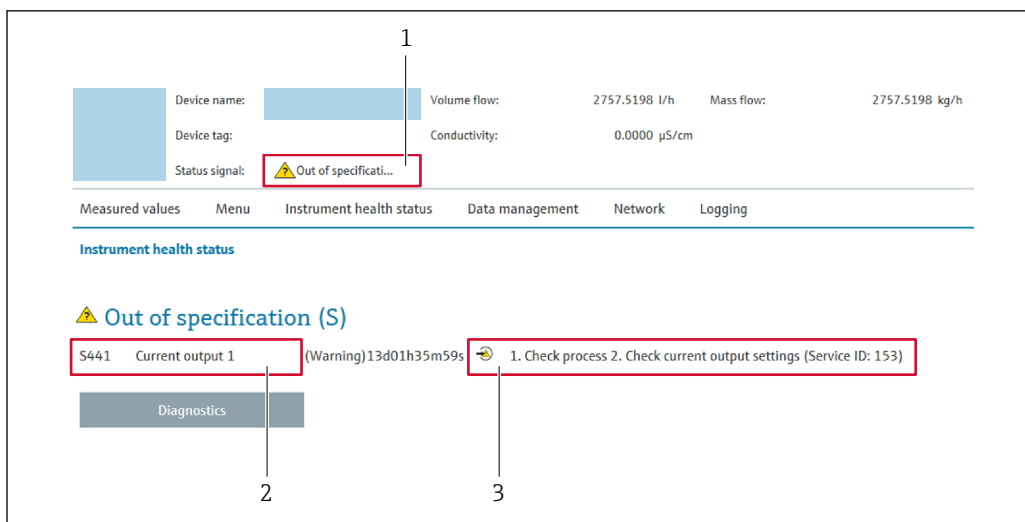 1
Device name: Volume flow: 2757.5198 l/h Mass flow: 2757.5198 kg/h
Device tag: Conductivity: 0.0000 µS/cm
Status signal: Out of specificati...
Measured values Menu Instrument health status Data management Network Logging
Instrument health status
Out of specification (S)
S441 Current output 1 (Warning)13d01h35m59s 1. Check process 2. Check current output settings (Service ID: 153)
Diagnostics
2 3